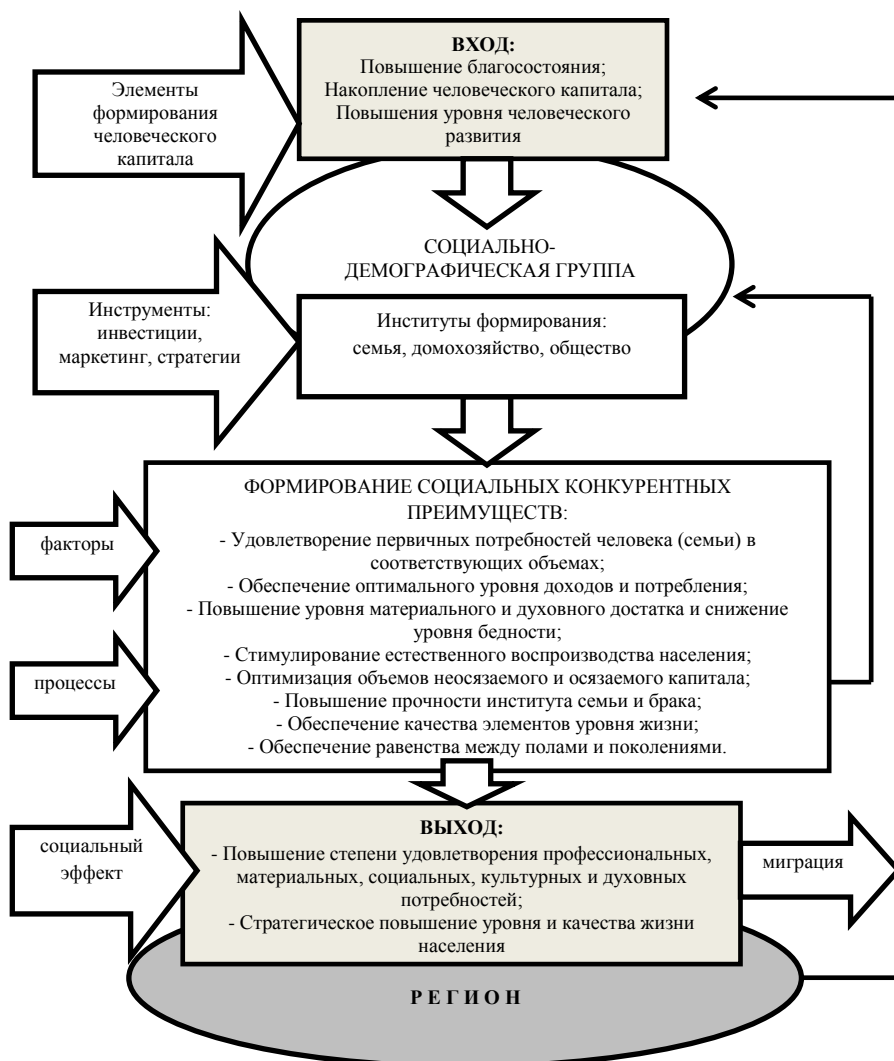 ВХОД:
Повышение благосостояния;
Накопление человеческого капитала;
Повышения уровня человеческого
развития
Элементы
формирования
человеческого
капитала
СОЦИАЛЬНО-
ДЕМОГРАФИЧЕСКАЯ ГРУППА
Инструменты:
инвестиции,
маркетинг, стратегии
Институты формирования:
семья, домохозяйство, общество
ФОРМИРОВАНИЕ СОЦИАЛЬНЫХ КОНКУРЕНТНЫХ
ПРЕИМУЩЕСТВ:
- Удовлетворение первичных потребностей человека (семьи) в
соответствующих объемах;
- Обеспечение оптимального уровня доходов и потребления;
- Повышение уровня материального и духовного достатка и снижение
уровня бедности;
- Стимулирование естественного воспроизводства населения;
- Оптимизация объемов неосязаемого и осязаемого капитала;
- Повышение прочности института семьи и брака;
- Обеспечение качества элементов уровня жизни;
- Обеспечение равенства между полами и поколениями.
факторы
процессы
социальный
эффект
ВЫХОД:
- Повышение степени удовлетворения профессиональных,
материальных, социальных, культурных и духовных
потребностей;
- Стратегическое повышение уровня и качества жизни
населения
миграция
Р Е Г И О Н